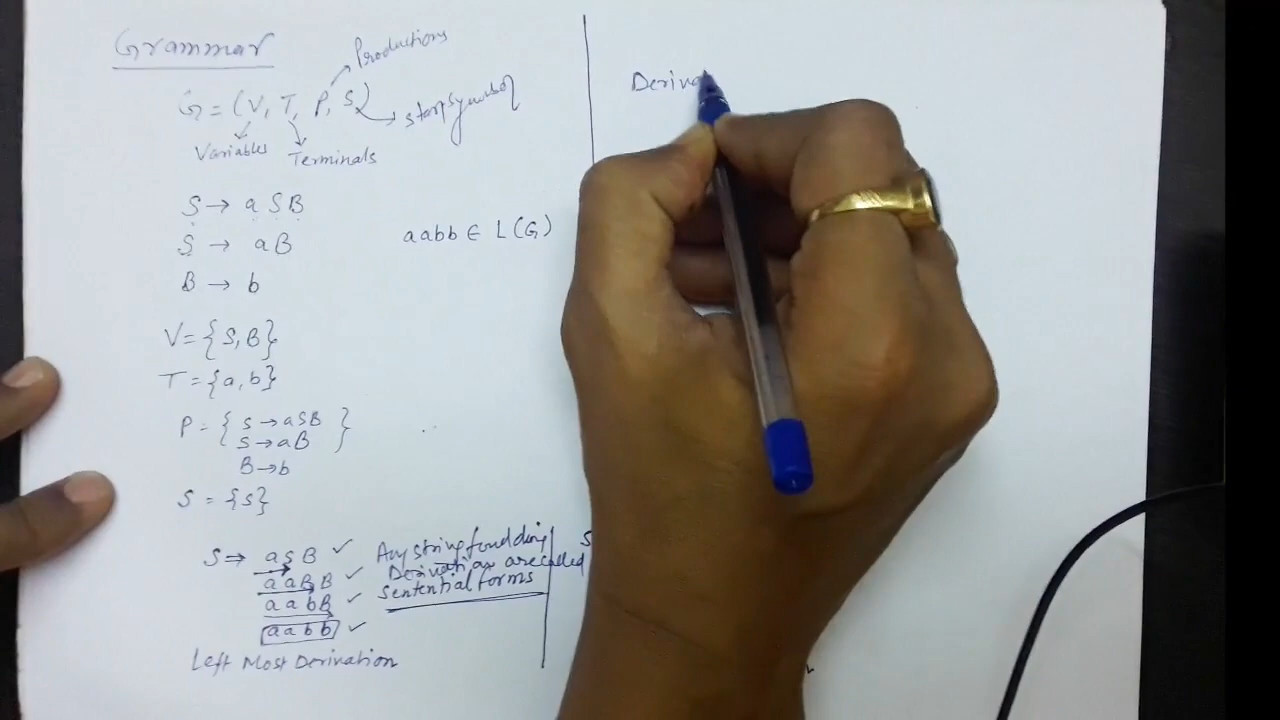 Grammar
Productions
G = (V, T, P, S)
start symbol
Variables
Terminals
S → a S B
S → a B
B → b
aabb ∈ L(G)
V = {S, B}
T = {a, b}
P = { S → aSB
S → aB }
B → b
S = {S}
S ⇒ a S B ✓
a a B B ✓
a a b B ✓
a a b b ✓
Any string found ding
Derivation are called
sentential forms
Left Most Derivation
Deriva
S